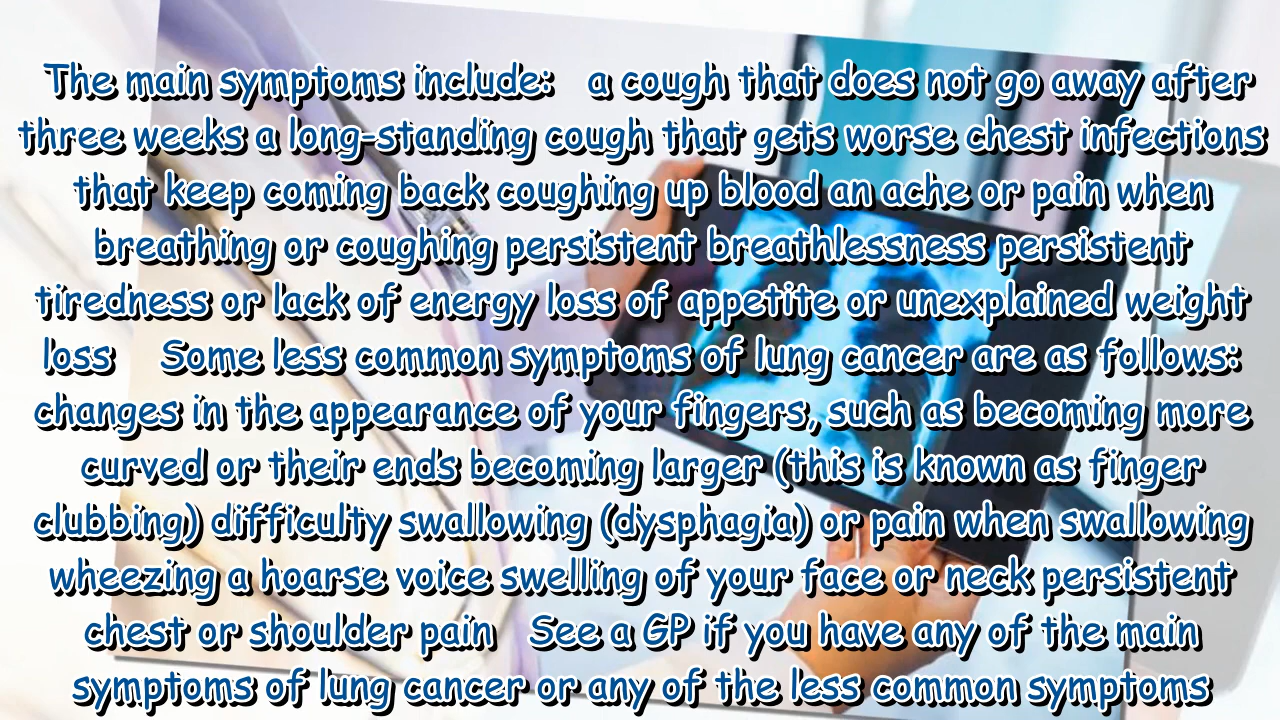 The main symptoms include: a cough that does not go away after
three weeks a long-standing cough that gets worse chest infections
that keep coming back coughing up blood an ache or pain when
breathing or coughing persistent breathlessness persistent
tiredness or lack of energy loss of appetite or unexplained weight
loss Some less common symptoms of lung cancer are as follows:
changes in the appearance of your fingers, such as becoming more
curved or their ends becoming larger (this is known as finger
clubbing) difficulty swallowing (dysphagia) or pain when swallowing
wheezing a hoarse voice swelling of your face or neck persistent
chest or shoulder pain See a GP if you have any of the main
symptoms of lung cancer or any of the less common symptoms